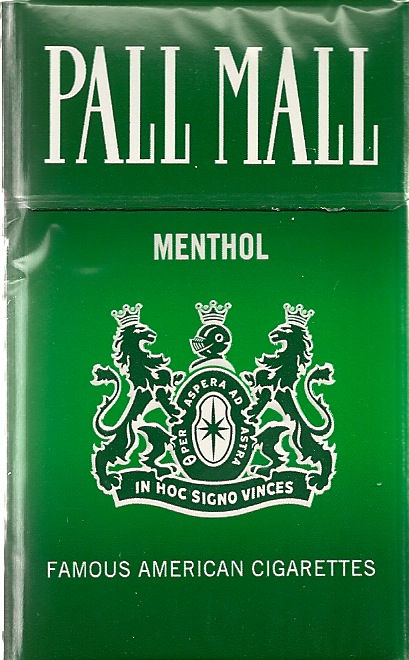 PALL MALL
MENTHOL
PER ASPERA AD ASTRA
IN HOC SIGNO VINCES
FAMOUS AMERICAN CIGARETTES